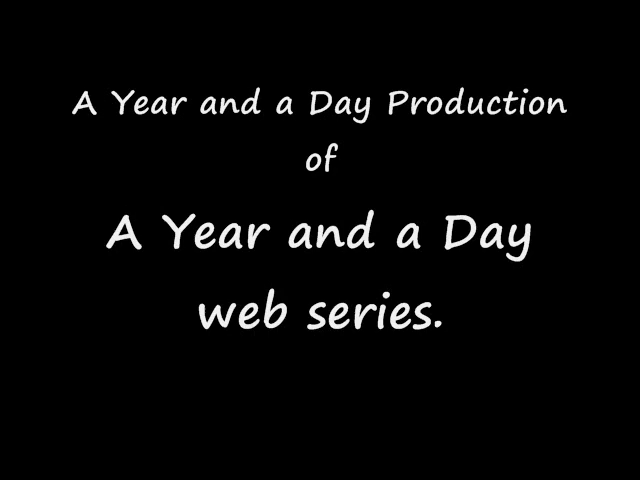 A Year and a Day Production
of
A Year and a Day
web series.